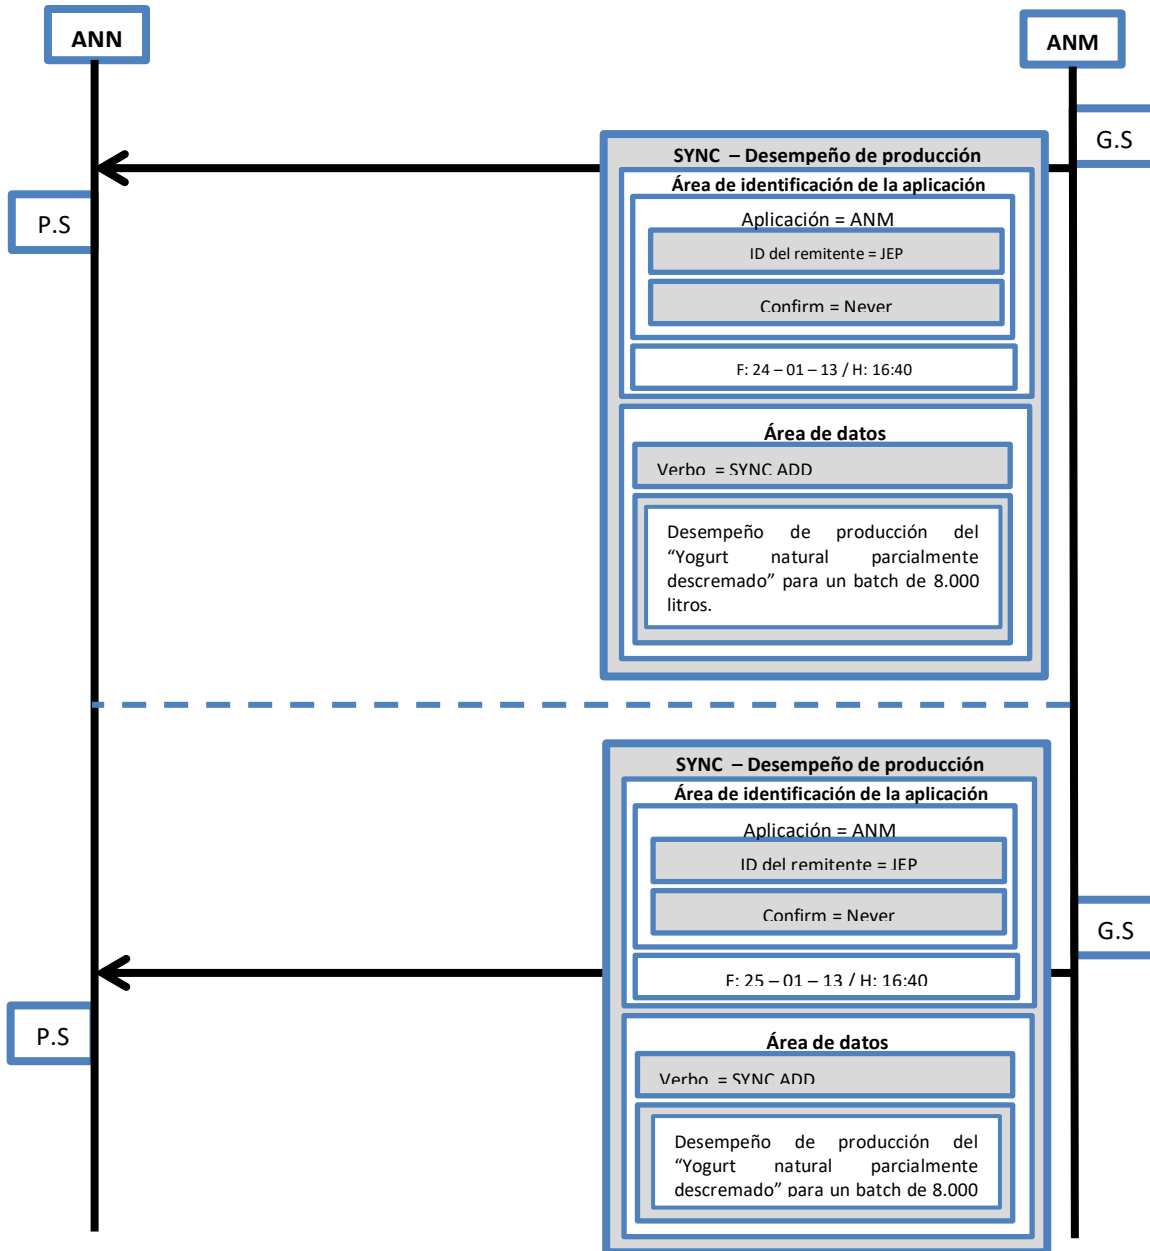 ANN
ANM
G.S
SYNC – Desempeño de producción
Área de identificación de la aplicación
Aplicación = ANM
P.S
ID del remitente = JEP
Confirm = Never
F: 24 – 01 – 13 / H: 16:40
Área de datos
Verbo = SYNC ADD
Desempeño de producción del
“Yogurt natural parcialmente
descremado” para un batch de 8.000
litros.
SYNC – Desempeño de producción
Área de identificación de la aplicación
Aplicación = ANM
ID del remitente = JEP
Confirm = Never
G.S
F: 25 – 01 – 13 / H: 16:40
P.S
Área de datos
Verbo = SYNC ADD
Desempeño de producción del
“Yogurt natural parcialmente
descremado” para un batch de 8.000